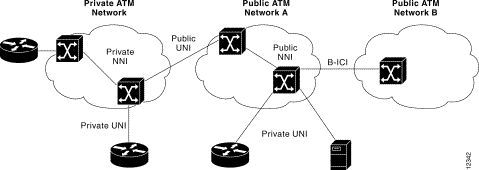 Private ATM
Network
Public ATM
Network A
Public ATM
Network B
Public
UNI
Private
NNI
Public
NNI
B-ICI
Private UNI
Private UNI
12342